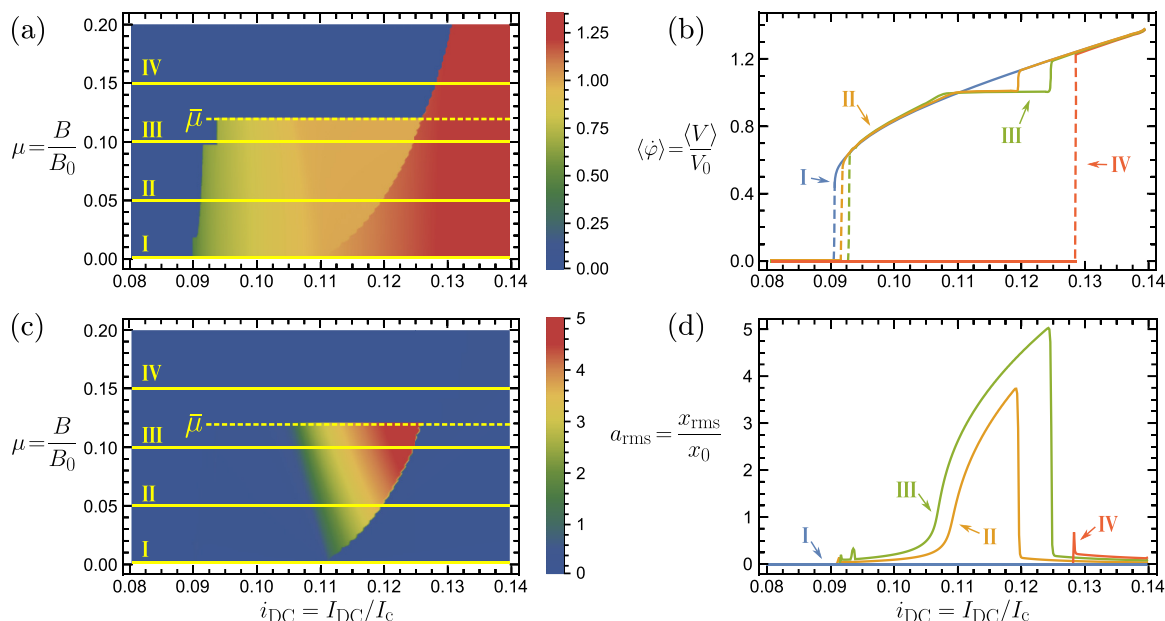 (a)
0.20
0.15
0.10
0.05
0.00
μ = B/B₀
IV
μ̄
III
II
I
0.08 0.09 0.10 0.11 0.12 0.13 0.14
1.25
1.00
0.75
0.50
0.25
0.00
(b)
1.2
0.8
0.4
0.0
⟨φ̇⟩ = ⟨V⟩/V₀
I
II
III
IV
0.08 0.09 0.10 0.11 0.12 0.13 0.14
(c)
0.20
0.15
0.10
0.05
0.00
μ = B/B₀
IV
μ̄
III
II
I
0.08 0.09 0.10 0.11 0.12 0.13 0.14
i_DC = I_DC/I_c
5
4
3
2
1
0
(d)
5
4
3
2
1
0
a_rms = x_rms/x₀
I
III
II
IV
0.08 0.09 0.10 0.11 0.12 0.13 0.14
i_DC = I_DC/I_c